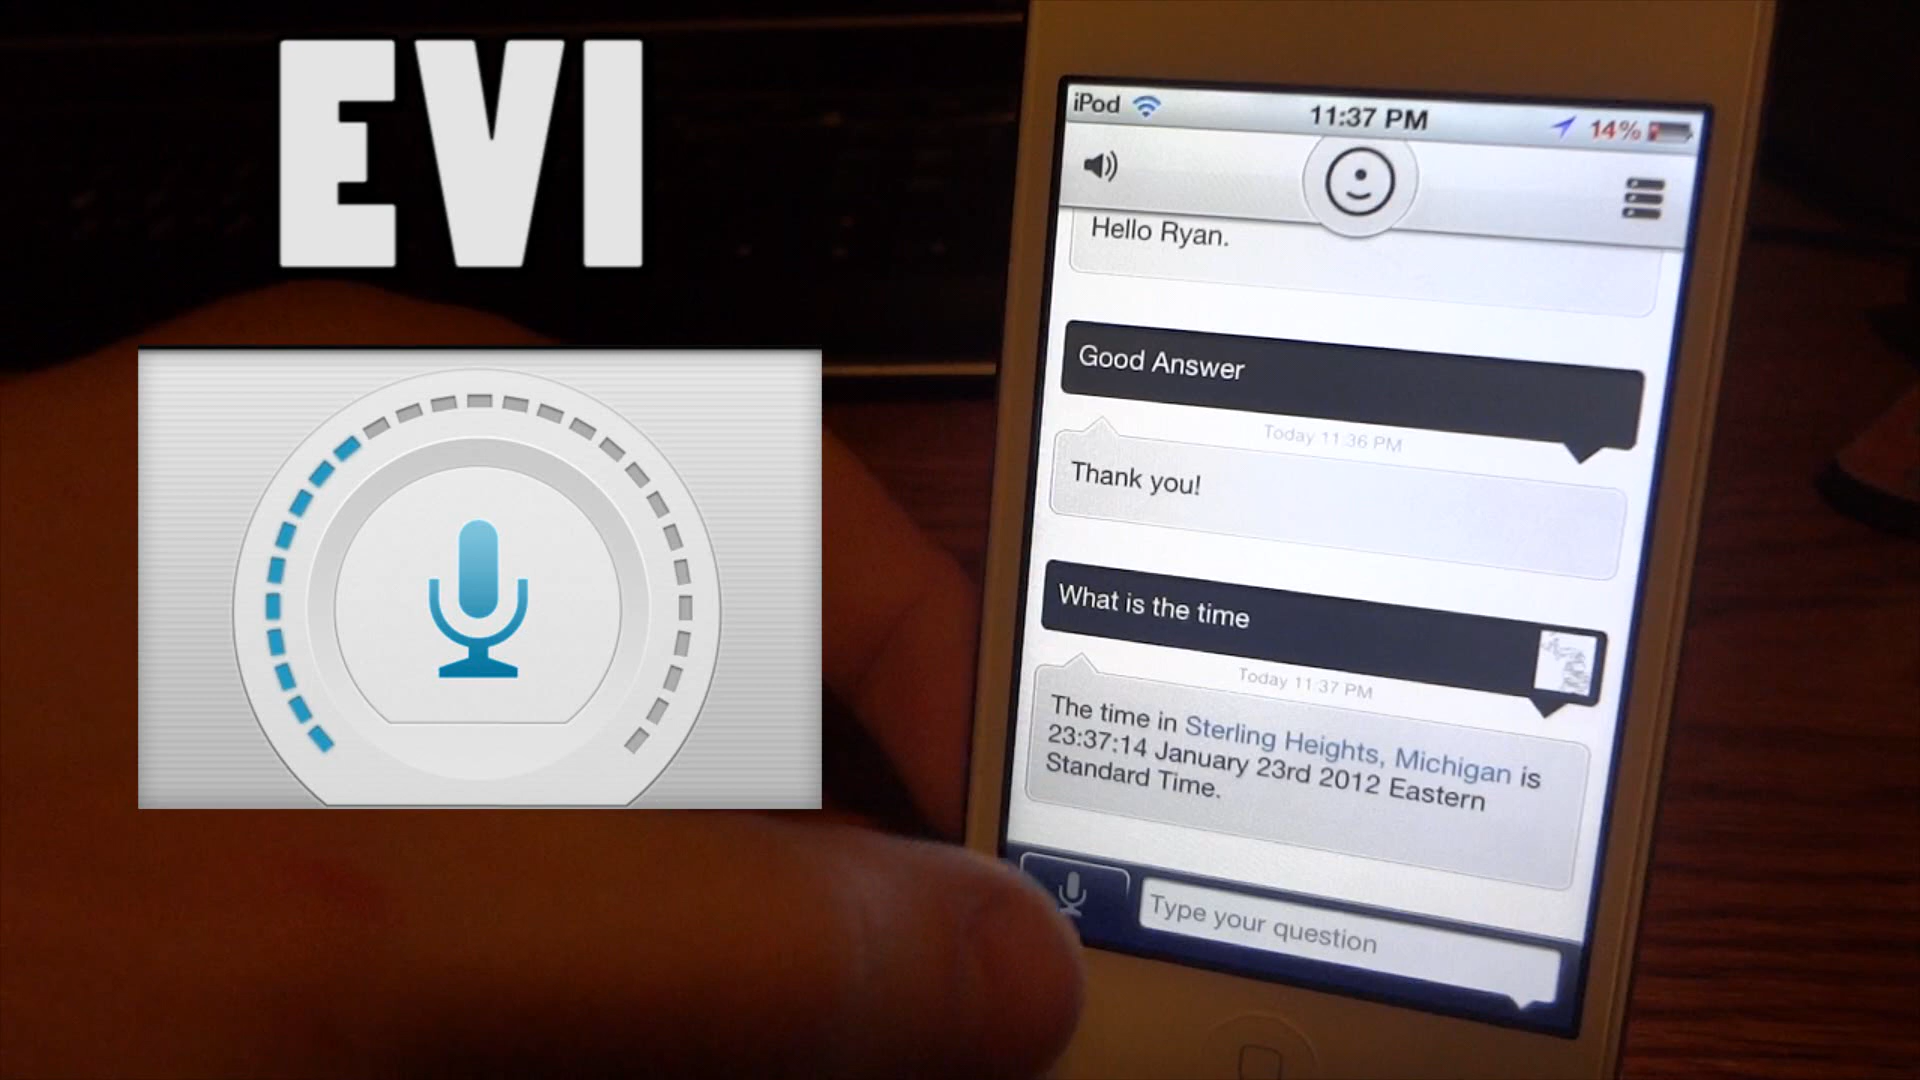 EVI
iPod 11:37 PM 14%
Hello Ryan.
Good Answer
Today 11:36 PM
Thank you!
What is the time
Today 11:37 PM
The time in Sterling Heights, Michigan is
23:37:14 January 23rd 2012 Eastern
Standard Time.
Type your question